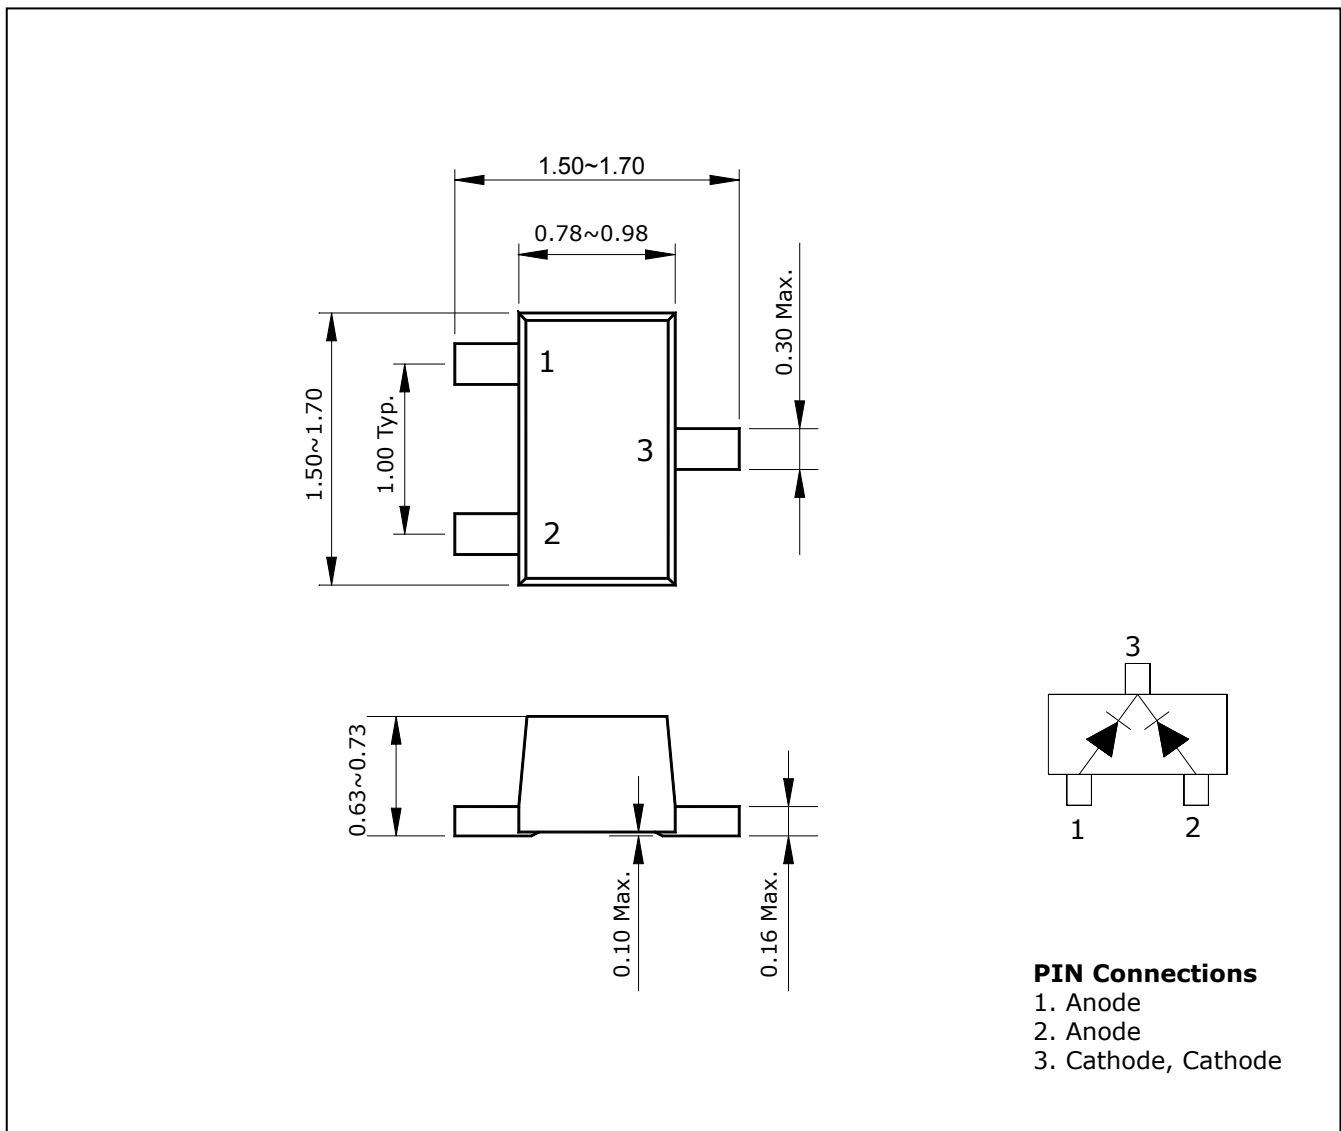 1.50~1.70
0.78~0.98
0.30 Max.
1
1.50~1.70
1.00 Typ.
3
2
3
0.63~0.73
1
2
0.10 Max.
0.16 Max.
PIN Connections
1. Anode
2. Anode
3. Cathode, Cathode